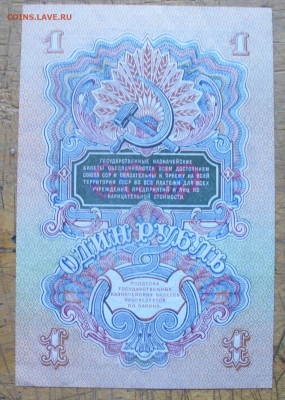 COINS.LAVE.RU
1 1
ГОСУДАРСТВЕННЫЕ КАЗНАЧЕЙСКИЕ
БИЛЕТЫ ОБЕСПЕЧИВАЮТСЯ ВСЕМ ДОСТОЯНИЕМ
СОЮЗА ССР И ОБЯЗАТЕЛЬНЫ К ПРИЕМУ НА ВСЕЙ
ТЕРРИТОРИИ СССР ВО ВСЕ ПЛАТЕЖИ ДЛЯ ВСЕХ
УЧРЕЖДЕНИЙ, ПРЕДПРИЯТИЙ И ЛИЦ ПО
НАРИЦАТЕЛЬНОЙ СТОИМОСТИ.
ОДИН РУБЛЬ
ПОДДЕЛКА
ГОСУДАРСТВЕННЫХ
КАЗНАЧЕЙСКИХ БИЛЕТОВ
ПРЕСЛЕДУЕТСЯ
ПО ЗАКОНУ.
1 1